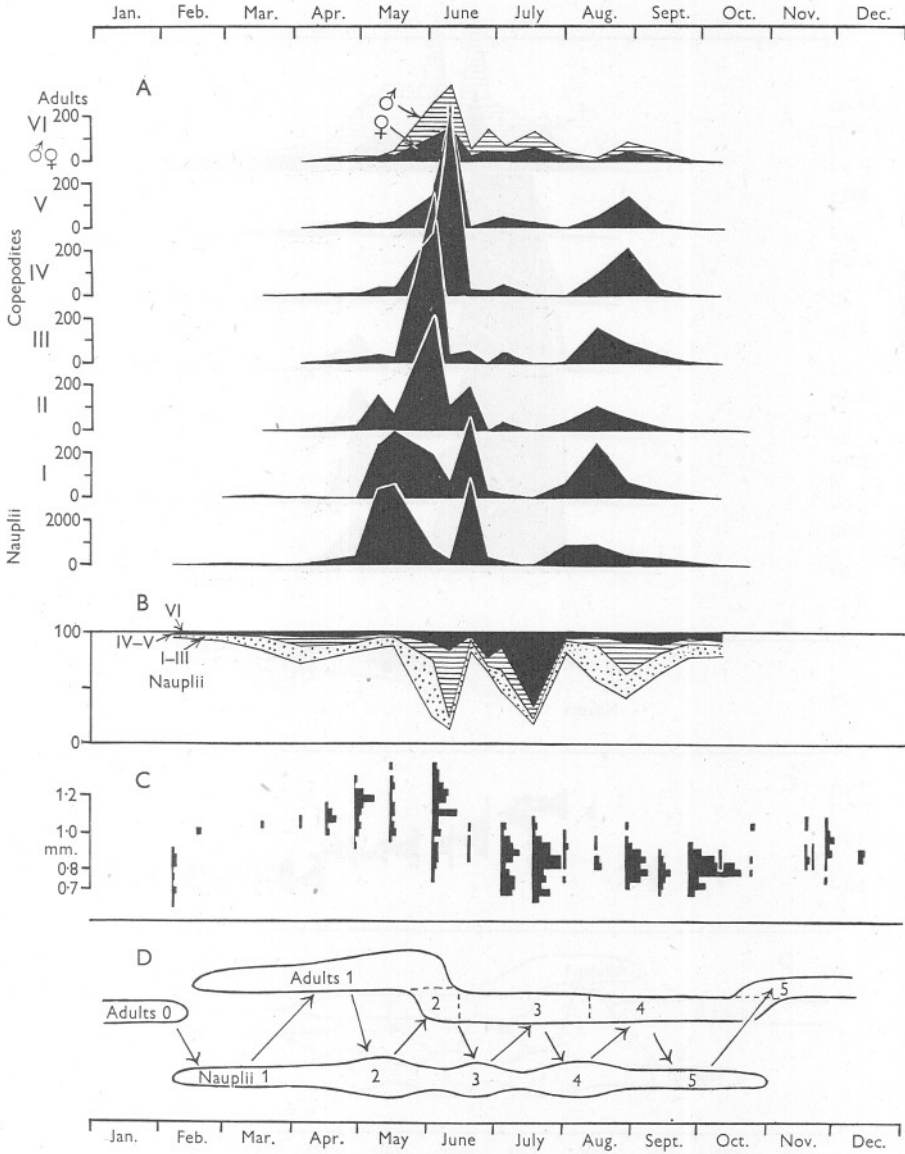 Jan. Feb. Mar. Apr. May June July Aug. Sept. Oct. Nov. Dec.
A
Adults
VI
♂♀
200
0
♂
♀
Copepodites
V
200
0
IV
200
0
III
200
0
II
200
0
I
200
0
Nauplii
2000
0
B
VI
100
IV–V
I–III
Nauplii
0
C
1·2
1·0
mm.
0·8
0·7
D
Adults 1
5
Adults 0
2 3 4
Nauplii 1 2 3 4 5
Jan. Feb. Mar. Apr. May June July Aug. Sept. Oct. Nov. Dec.